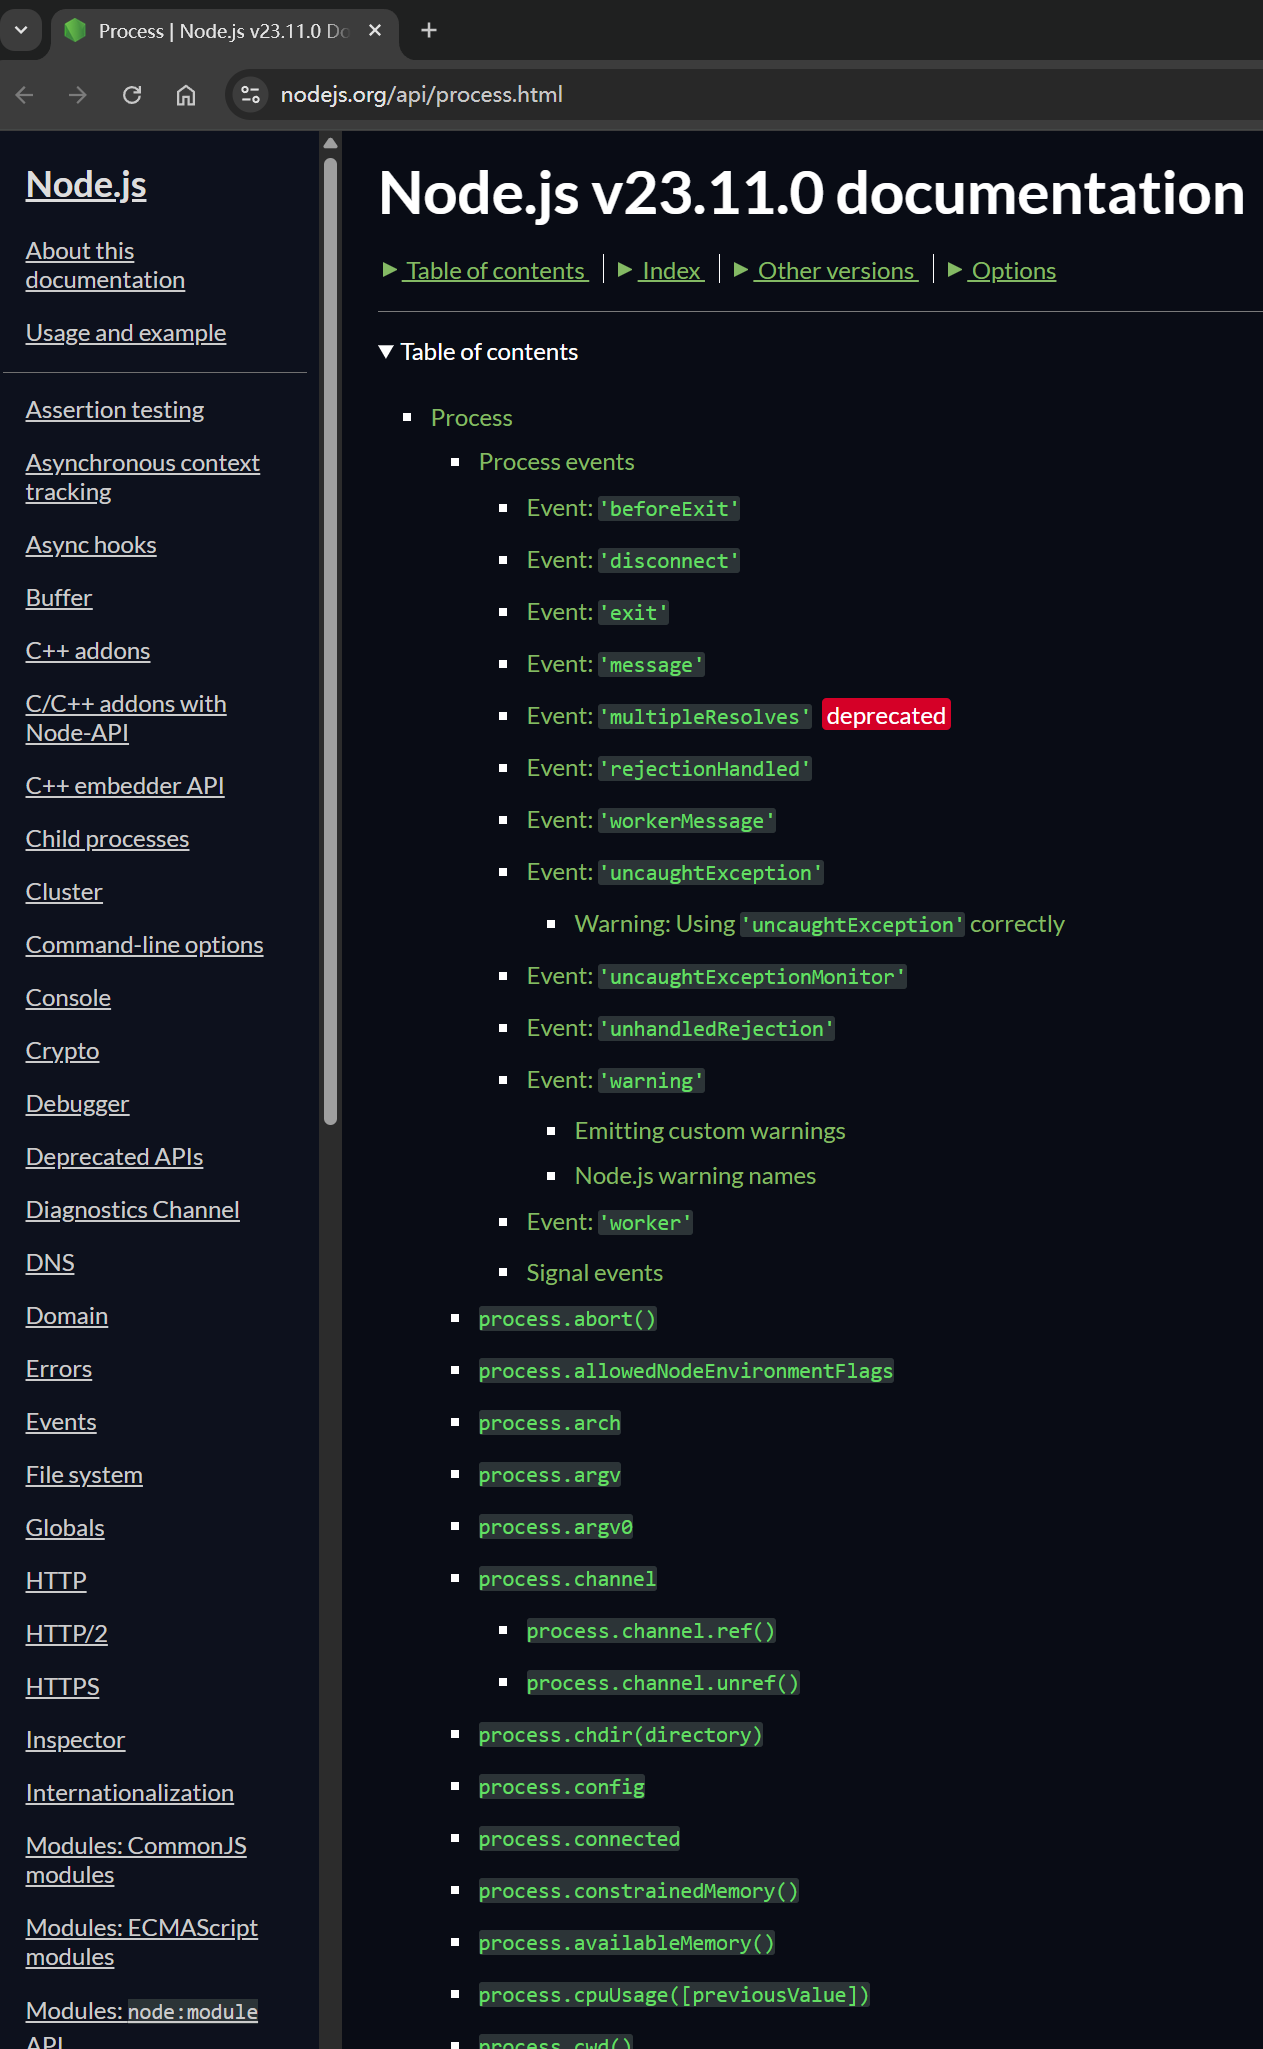 Process | Node.js v23.11.0 Do
nodejs.org/api/process.html
Node.js
About this
documentation
Usage and example
Assertion testing
Asynchronous context
tracking
Async hooks
Buffer
C++ addons
C/C++ addons with
Node-API
C++ embedder API
Child processes
Cluster
Command-line options
Console
Crypto
Debugger
Deprecated APIs
Diagnostics Channel
DNS
Domain
Errors
Events
File system
Globals
HTTP
HTTP/2
HTTPS
Inspector
Internationalization
Modules: CommonJS
modules
Modules: ECMAScript
modules
Modules: node:module
API
Node.js v23.11.0 documentation
Table of contents
Index
Other versions
Options
Table of contents
Process
Process events
Event: 'beforeExit'
Event: 'disconnect'
Event: 'exit'
Event: 'message'
Event: 'multipleResolves' deprecated
Event: 'rejectionHandled'
Event: 'workerMessage'
Event: 'uncaughtException'
Warning: Using 'uncaughtException' correctly
Event: 'uncaughtExceptionMonitor'
Event: 'unhandledRejection'
Event: 'warning'
Emitting custom warnings
Node.js warning names
Event: 'worker'
Signal events
process.abort()
process.allowedNodeEnvironmentFlags
process.arch
process.argv
process.argv0
process.channel
process.channel.ref()
process.channel.unref()
process.chdir(directory)
process.config
process.connected
process.constrainedMemory()
process.availableMemory()
process.cpuUsage([previousValue])
process.cwd()